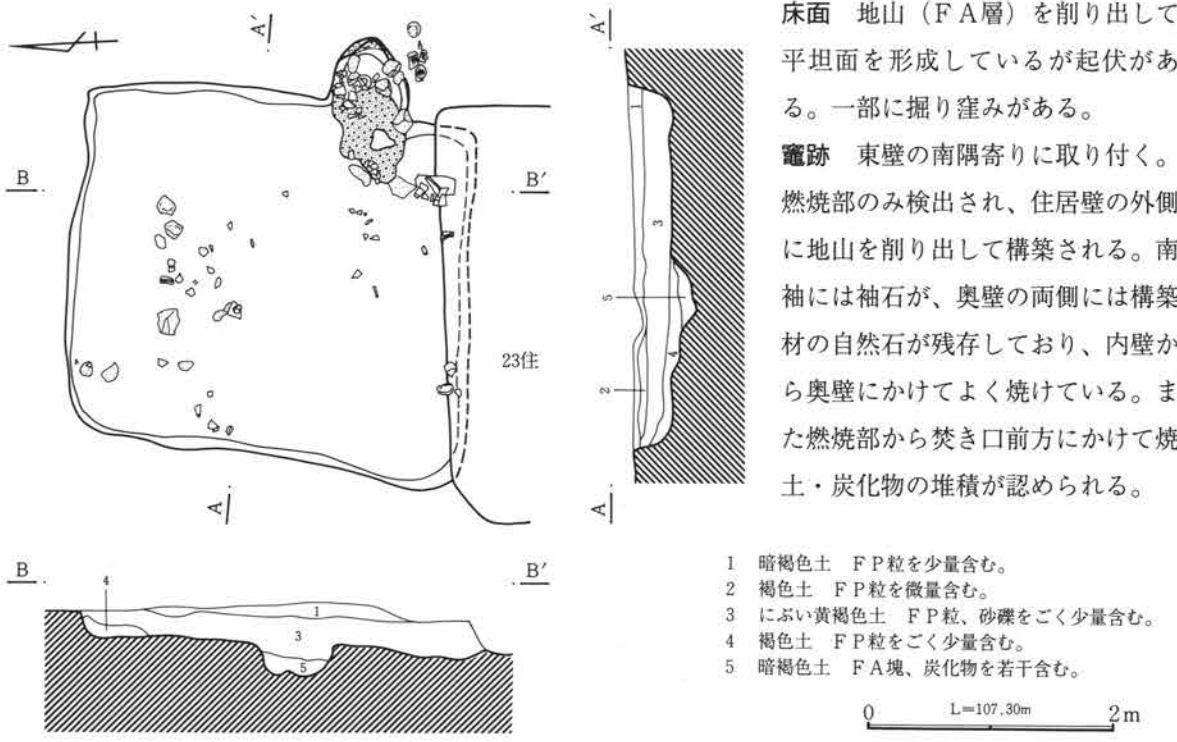 床面　地山（ＦＡ層）を削り出して
平坦面を形成しているが起伏があ
る。一部に掘り窪みがある。
竈跡　東壁の南隅寄りに取り付く。
燃焼部のみ検出され、住居壁の外側
に地山を削り出して構築される。南
袖には袖石が、奥壁の両側には構築
材の自然石が残存しており、内壁か
ら奥壁にかけてよく焼けている。ま
た燃焼部から焚き口前方にかけて焼
土・炭化物の堆積が認められる。
A′
B
B′
23住
A
A′
1
3
5
4
2
A
B
B′
4
1
3
5
1　暗褐色土　ＦＰ粒を少量含む。
2　褐色土　ＦＰ粒を微量含む。
3　にぶい黄褐色土　ＦＰ粒、砂礫をごく少量含む。
4　褐色土　ＦＰ粒をごく少量含む。
5　暗褐色土　ＦＡ塊、炭化物を若干含む。
0　L=107.30m　2m